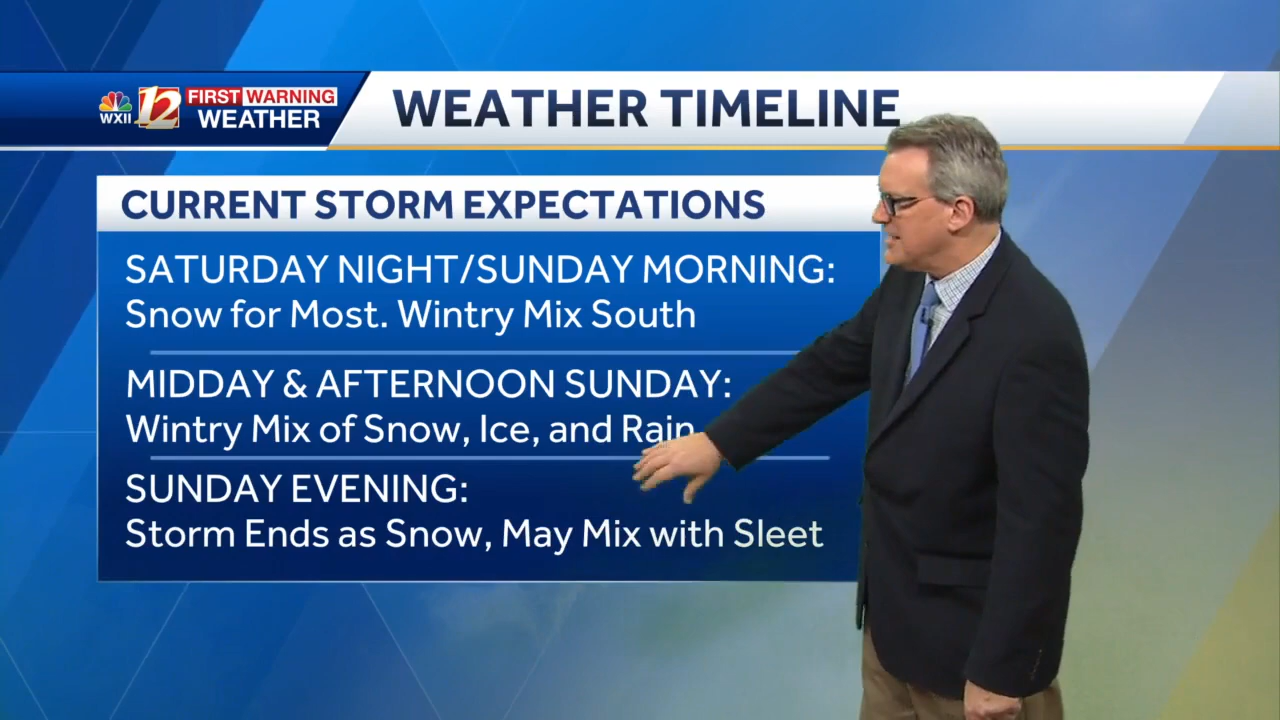 WXII 12 FIRST WARNING
WEATHER
WEATHER TIMELINE
CURRENT STORM EXPECTATIONS
SATURDAY NIGHT/SUNDAY MORNING:
Snow for Most. Wintry Mix South
MIDDAY & AFTERNOON SUNDAY:
Wintry Mix of Snow, Ice, and Rain
SUNDAY EVENING:
Storm Ends as Snow, May Mix with Sleet